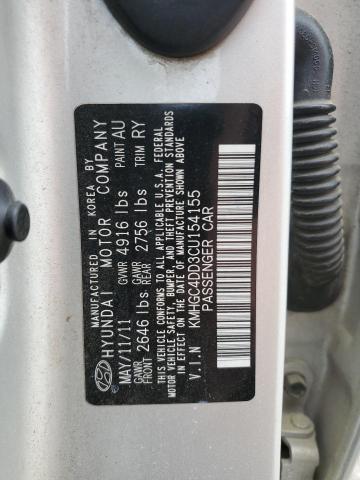 MANUFACTURED IN KOREA BY
HYUNDAI MOTOR COMPANY
MAY/11/11 GVWR 4916 lbs PAINT AU
GAWR FRONT 2646 lbs GAWR REAR 2756 lbs TRIM RY
THIS VEHICLE CONFORMS TO ALL APPLICABLE U.S.A. FEDERAL
MOTOR VEHICLE SAFETY, BUMPER, AND THEFT PREVENTION STANDARDS
IN EFFECT ON THE DATE OF MANUFACTURE SHOWN ABOVE.
V.I.N KMHGC4DD3CU154155
PASSENGER CAR